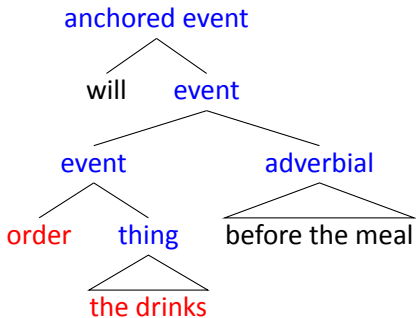 anchored event
will event
event adverbial
order thing before the meal
the drinks